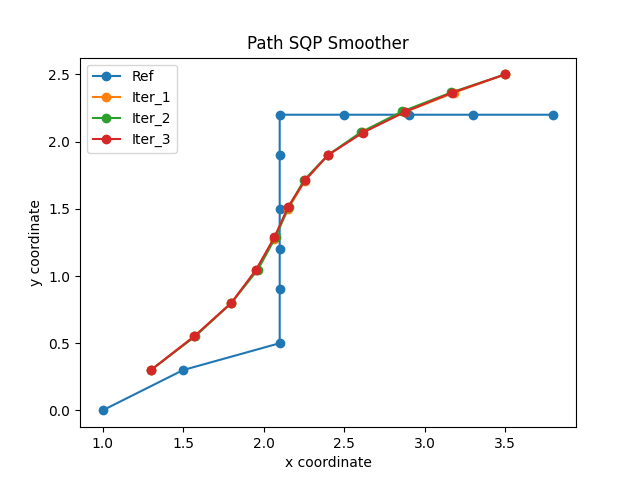 Path SQP Smoother
Ref
Iter_1
Iter_2
Iter_3
2.5
2.0
1.5
1.0
0.5
0.0
y coordinate
1.0 1.5 2.0 2.5 3.0 3.5
x coordinate